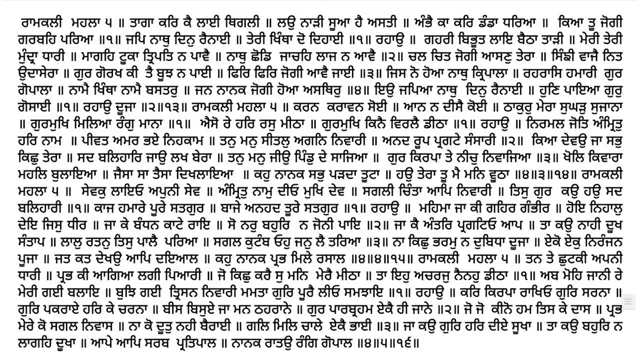 ਰਾਮਕਲੀ ਮਹਲਾ ੫ ॥ ਤਾਗਾ ਕਰਿ ਕੈ ਲਾਈ ਥਿਗਲੀ ॥ ਲਉ ਨਾੜੀ ਸੂਆ ਹੈ ਅਸਤੀ ॥ ਅੰਭੈ ਕਾ ਕਰਿ ਡੰਡਾ ਧਰਿਆ ॥ ਕਿਆ ਤੂ ਜੋਗੀ
ਗਰਬਹਿ ਪਰਿਆ ॥੧॥ ਜਪਿ ਨਾਥੁ ਦਿਨੁ ਰੈਨਾਈ ॥ ਤੇਰੀ ਖਿੰਥਾ ਦੋ ਦਿਹਾਈ ॥੧॥ ਰਹਾਉ ॥ ਗਹਰੀ ਬਿਭੂਤ ਲਾਇ ਬੈਠਾ ਤਾੜੀ ॥ ਮੇਰੀ ਤੇਰੀ
ਮੁੰਦ੍ਰਾ ਧਾਰੀ ॥ ਮਾਗਹਿ ਟੂਕਾ ਤ੍ਰਿਪਤਿ ਨ ਪਾਵੈ ॥ ਨਾਥੁ ਛੋਡਿ ਜਾਚਹਿ ਲਾਜ ਨ ਆਵੈ ॥੨॥ ਚਲ ਚਿਤ ਜੋਗੀ ਆਸਣੁ ਤੇਰਾ ॥ ਸਿੰਙੀ ਵਾਜੈ ਨਿਤ
ਉਦਾਸੇਰਾ ॥ ਗੁਰ ਗੋਰਖ ਕੀ ਤੈ ਬੂਝ ਨ ਪਾਈ ॥ ਫਿਰਿ ਫਿਰਿ ਜੋਗੀ ਆਵੈ ਜਾਈ ॥੩॥ ਜਿਸ ਨੋ ਹੋਆ ਨਾਥੁ ਕ੍ਰਿਪਾਲਾ ॥ ਰਹਰਾਸਿ ਹਮਾਰੀ ਗੁਰ
ਗੋਪਾਲਾ ॥ ਨਾਮੈ ਖਿੰਥਾ ਨਾਮੈ ਬਸਤਰੁ ॥ ਜਨ ਨਾਨਕ ਜੋਗੀ ਹੋਆ ਅਸਥਿਰੁ ॥੪॥ ਇਉ ਜਪਿਆ ਨਾਥੁ ਦਿਨੁ ਰੈਨਾਈ ॥ ਹੁਣਿ ਪਾਇਆ ਗੁਰੁ
ਗੋਸਾਈ ॥੧॥ ਰਹਾਉ ਦੂਜਾ ॥੨॥੧੩॥ ਰਾਮਕਲੀ ਮਹਲਾ ੫ ॥ ਕਰਨ ਕਰਾਵਨ ਸੋਈ ॥ ਆਨ ਨ ਦੀਸੈ ਕੋਈ ॥ ਠਾਕੁਰੁ ਮੇਰਾ ਸੁਘੜੁ ਸੁਜਾਨਾ
॥ ਗੁਰਮੁਖਿ ਮਿਲਿਆ ਰੰਗੁ ਮਾਨਾ ॥੧॥ ਐਸੋ ਰੇ ਹਰਿ ਰਸੁ ਮੀਠਾ ॥ ਗੁਰਮੁਖਿ ਕਿਨੈ ਵਿਰਲੈ ਡੀਠਾ ॥੧॥ ਰਹਾਉ ॥ ਨਿਰਮਲ ਜੋਤਿ ਅੰਮ੍ਰਿਤੁ
ਹਰਿ ਨਾਮ ॥ ਪੀਵਤ ਅਮਰ ਭਏ ਨਿਹਕਾਮ ॥ ਤਨੁ ਮਨੁ ਸੀਤਲੁ ਅਗਨਿ ਨਿਵਾਰੀ ॥ ਅਨਦ ਰੂਪ ਪ੍ਰਗਟੇ ਸੰਸਾਰੀ ॥੨॥ ਕਿਆ ਦੇਵਉ ਜਾ ਸਭੁ
ਕਿਛੁ ਤੇਰਾ ॥ ਸਦ ਬਲਿਹਾਰਿ ਜਾਉ ਲਖ ਬੇਰਾ ॥ ਤਨੁ ਮਨੁ ਜੀਉ ਪਿੰਡੁ ਦੇ ਸਾਜਿਆ ॥ ਗੁਰ ਕਿਰਪਾ ਤੇ ਨੀਚੁ ਨਿਵਾਜਿਆ ॥੩॥ ਖੋਲਿ ਕਿਵਾਰਾ
ਮਹਲਿ ਬੁਲਾਇਆ ॥ ਜੈਸਾ ਸਾ ਤੈਸਾ ਦਿਖਲਾਇਆ ॥ ਕਹੁ ਨਾਨਕ ਸਭੁ ਪੜਦਾ ਤੂਟਾ ॥ ਹਉ ਤੇਰਾ ਤੂ ਮੈ ਮਨਿ ਵੂਠਾ ॥੪॥੩॥੧੪॥ ਰਾਮਕਲੀ
ਮਹਲਾ ੫ ॥ ਸੇਵਕੁ ਲਾਇਓ ਅਪੁਨੀ ਸੇਵ ॥ ਅੰਮ੍ਰਿਤੁ ਨਾਮੁ ਦੀਓ ਮੁਖਿ ਦੇਵ ॥ ਸਗਲੀ ਚਿੰਤਾ ਆਪਿ ਨਿਵਾਰੀ ॥ ਤਿਸੁ ਗੁਰ ਕਉ ਹਉ ਸਦ
ਬਲਿਹਾਰੀ ॥੧॥ ਕਾਜ ਹਮਾਰੇ ਪੂਰੇ ਸਤਗੁਰ ॥ ਬਾਜੇ ਅਨਹਦ ਤੂਰੇ ਸਤਗੁਰ ॥੧॥ ਰਹਾਉ ॥ ਮਹਿਮਾ ਜਾ ਕੀ ਗਹਿਰ ਗੰਭੀਰ ॥ ਹੋਇ ਨਿਹਾਲੁ
ਦੇਇ ਜਿਸੁ ਧੀਰ ॥ ਜਾ ਕੇ ਬੰਧਨ ਕਾਟੇ ਰਾਇ ॥ ਸੋ ਨਰੁ ਬਹੁਰਿ ਨ ਜੋਨੀ ਪਾਇ ॥੨॥ ਜਾ ਕੈ ਅੰਤਰਿ ਪ੍ਰਗਟਿਓ ਆਪ ॥ ਤਾ ਕਉ ਨਾਹੀ ਦੂਖ
ਸੰਤਾਪ ॥ ਲਾਲੁ ਰਤਨੁ ਤਿਸੁ ਪਾਲੈ ਪਰਿਆ ॥ ਸਗਲ ਕੁਟੰਬ ਓਹੁ ਜਨੁ ਲੈ ਤਰਿਆ ॥੩॥ ਨਾ ਕਿਛੁ ਭਰਮੁ ਨ ਦੁਬਿਧਾ ਦੂਜਾ ॥ ਏਕੋ ਏਕੁ ਨਿਰੰਜਨ
ਪੂਜਾ ॥ ਜਤ ਕਤ ਦੇਖਉ ਆਪਿ ਦਇਆਲ ॥ ਕਹੁ ਨਾਨਕ ਪ੍ਰਭ ਮਿਲੇ ਰਸਾਲ ॥੪॥੪॥੧੫॥ ਰਾਮਕਲੀ ਮਹਲਾ ੫ ॥ ਤਨ ਤੇ ਛੁਟਕੀ ਅਪਨੀ
ਧਾਰੀ ॥ ਪ੍ਰਭ ਕੀ ਆਗਿਆ ਲਗੀ ਪਿਆਰੀ ॥ ਜੋ ਕਿਛੁ ਕਰੈ ਸੁ ਮਨਿ ਮੇਰੈ ਮੀਠਾ ॥ ਤਾ ਇਹੁ ਅਚਰਜੁ ਨੈਨਹੁ ਡੀਠਾ ॥੧॥ ਅਬ ਮੋਹਿ ਜਾਨੀ ਰੇ
ਮੇਰੀ ਗਈ ਬਲਾਇ ॥ ਬੁਝਿ ਗਈ ਤ੍ਰਿਸਨ ਨਿਵਾਰੀ ਮਮਤਾ ਗੁਰਿ ਪੂਰੈ ਲੀਓ ਸਮਝਾਇ ॥੧॥ ਰਹਾਉ ॥ ਕਰਿ ਕਿਰਪਾ ਰਾਖਿਓ ਗੁਰਿ ਸਰਨਾ ॥
ਗੁਰਿ ਪਕਰਾਏ ਹਰਿ ਕੇ ਚਰਨਾ ॥ ਬੀਸ ਬਿਸੁਏ ਜਾ ਮਨ ਠਹਰਾਨੇ ॥ ਗੁਰ ਪਾਰਬ੍ਰਹਮ ਏਕੈ ਹੀ ਜਾਨੇ ॥੨॥ ਜੋ ਜੋ ਕੀਨੋ ਹਮ ਤਿਸ ਕੇ ਦਾਸ ॥ ਪ੍ਰਭ
ਮੇਰੇ ਕੋ ਸਗਲ ਨਿਵਾਸ ॥ ਨਾ ਕੋ ਦੂਤੁ ਨਹੀ ਬੈਰਾਈ ॥ ਗਲਿ ਮਿਲਿ ਚਾਲੇ ਏਕੈ ਭਾਈ ॥੩॥ ਜਾ ਕਉ ਗੁਰਿ ਹਰਿ ਦੀਏ ਸੂਖਾ ॥ ਤਾ ਕਉ ਬਹੁਰਿ ਨ
ਲਾਗਹਿ ਦੂਖਾ ॥ ਆਪੇ ਆਪਿ ਸਰਬ ਪ੍ਰਤਿਪਾਲ ॥ ਨਾਨਕ ਰਾਤਉ ਰੰਗਿ ਗੋਪਾਲ ॥੪॥੫॥੧੬॥